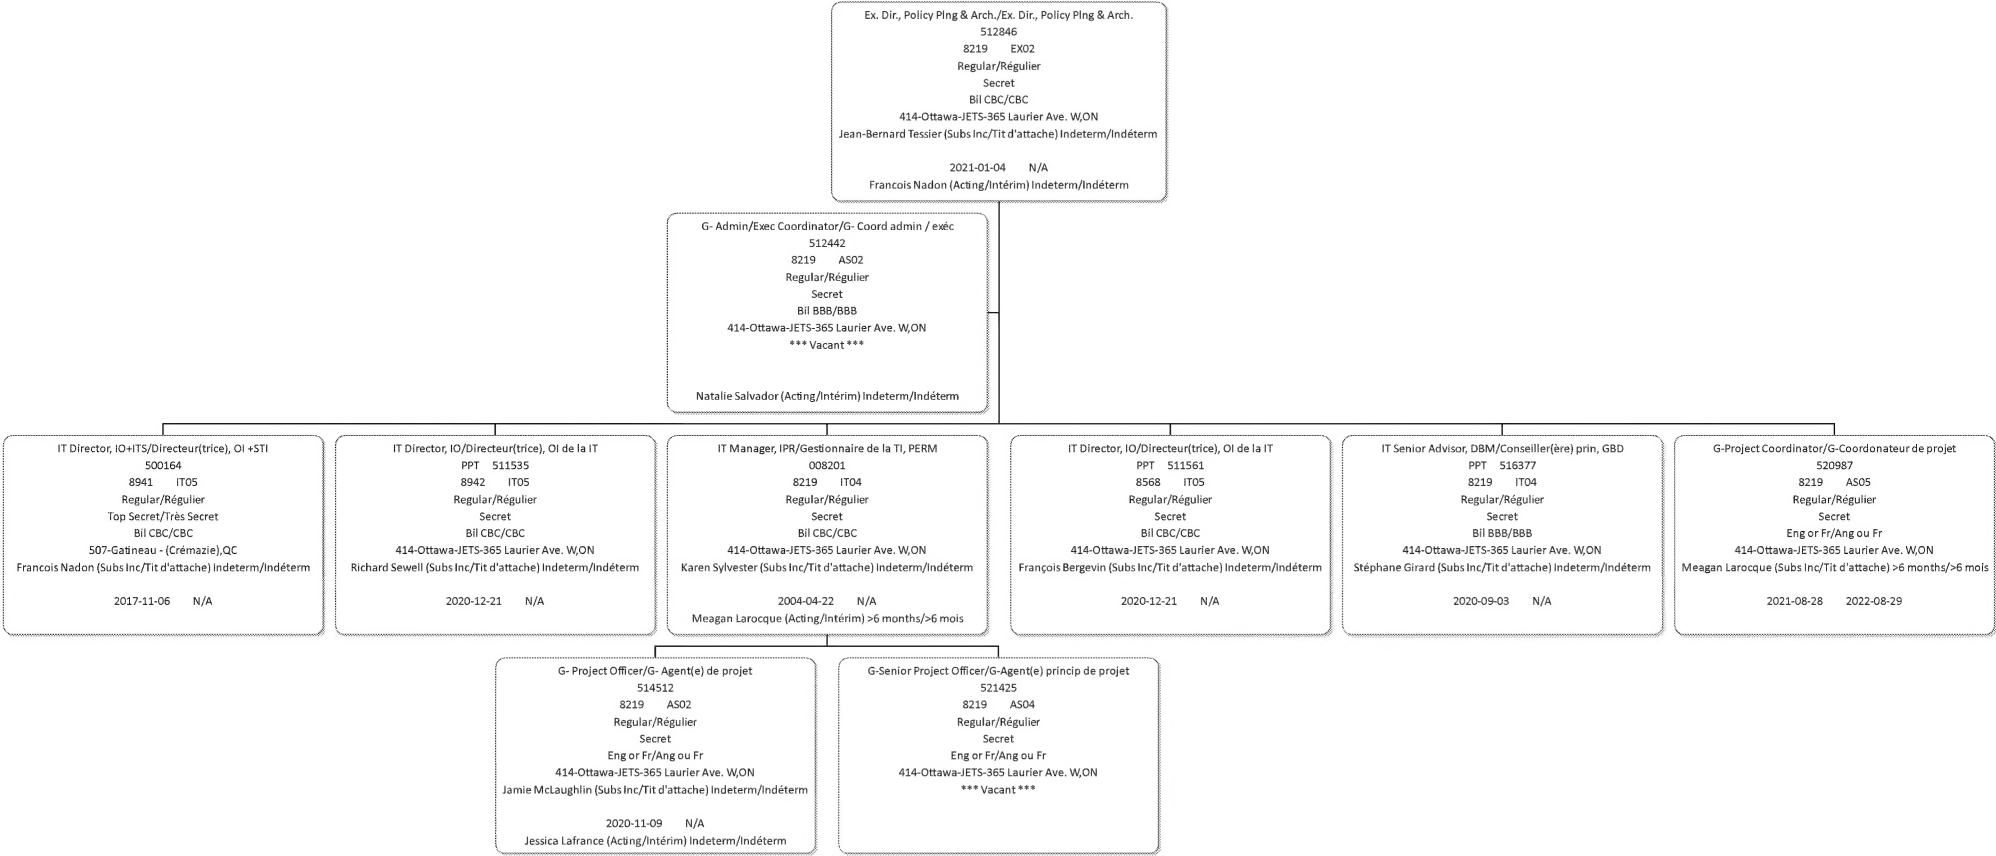 Ex. Dir., Policy Plng & Arch./Ex. Dir., Policy Plng & Arch.
512846
8219 EX02
Regular/Régulier
Secret
Bil CBC/CBC
414-Ottawa-JETS-365 Laurier Ave. W,ON
Jean-Bernard Tessier (Subs Inc/Tit d'attache) Indeterm/Indéterm
2021-01-04 N/A
Francois Nadon (Acting/Intérim) Indeterm/Indéterm
G- Admin/Exec Coordinator/G- Coord admin / exéc
512442
8219 AS02
Regular/Régulier
Secret
Bil BBB/BBB
414-Ottawa-JETS-365 Laurier Ave. W,ON
*** Vacant ***
Natalie Salvador (Acting/Intérim) Indeterm/Indéterm
IT Director, IO+ITS/Directeur(trice), OI +STI
500164
8941 IT05
Regular/Régulier
Top Secret/Très Secret
Bil CBC/CBC
507-Gatineau - (Crémazie),QC
Francois Nadon (Subs Inc/Tit d'attache) Indeterm/Indéterm
2017-11-06 N/A
IT Director, IO/Directeur(trice), OI de la IT
PPT 511535
8942 IT05
Regular/Régulier
Secret
Bil CBC/CBC
414-Ottawa-JETS-365 Laurier Ave. W,ON
Richard Sewell (Subs Inc/Tit d'attache) Indeterm/Indéterm
2020-12-21 N/A
IT Manager, IPR/Gestionnaire de la TI, PERM
008201
8219 IT04
Regular/Régulier
Secret
Bil CBC/CBC
414-Ottawa-JETS-365 Laurier Ave. W,ON
Karen Sylvester (Subs Inc/Tit d'attache) Indeterm/Indéterm
2004-04-22 N/A
Meagan Larocque (Acting/Intérim) >6 months/>6 mois
IT Director, IO/Directeur(trice), OI de la IT
PPT 511561
8568 IT05
Regular/Régulier
Secret
Bil CBC/CBC
414-Ottawa-JETS-365 Laurier Ave. W,ON
François Bergevin (Subs Inc/Tit d'attache) Indeterm/Indéterm
2020-12-21 N/A
IT Senior Advisor, DBM/Conseiller(ère) prin, GBD
PPT 516377
8219 IT04
Regular/Régulier
Secret
Bil BBB/BBB
414-Ottawa-JETS-365 Laurier Ave. W,ON
Stéphane Girard (Subs Inc/Tit d'attache) Indeterm/Indéterm
2020-09-03 N/A
G-Project Coordinator/G-Coordonateur de projet
520987
8219 AS05
Regular/Régulier
Secret
Eng or Fr/Ang ou Fr
414-Ottawa-JETS-365 Laurier Ave. W,ON
Meagan Larocque (Subs Inc/Tit d'attache) >6 months/>6 mois
2021-08-28 2022-08-29
G- Project Officer/G- Agent(e) de projet
514512
8219 AS02
Regular/Régulier
Secret
Eng or Fr/Ang ou Fr
414-Ottawa-JETS-365 Laurier Ave. W,ON
Jamie McLaughlin (Subs Inc/Tit d'attache) Indeterm/Indéterm
2020-11-09 N/A
Jessica Lafrance (Acting/Intérim) Indeterm/Indéterm
G-Senior Project Officer/G-Agent(e) princip de projet
521425
8219 AS04
Regular/Régulier
Secret
Eng or Fr/Ang ou Fr
414-Ottawa-JETS-365 Laurier Ave. W,ON
*** Vacant ***